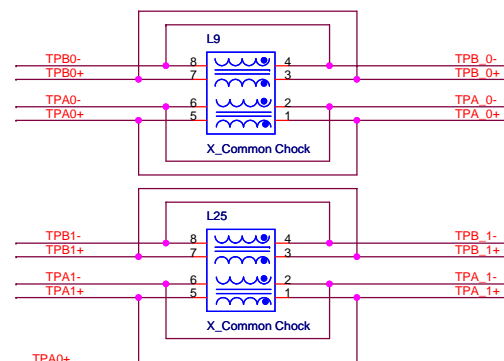 L9
TPB0- 8 4 TPB_0-
TPB0+ 7 3 TPB_0+
TPA0- 6 2 TPA_0-
TPA0+ 5 1 TPA_0+
X_Common Chock
L25
TPB1- 8 4 TPB_1-
TPB1+ 7 3 TPB_1+
TPA1- 6 2 TPA_1-
TPA1+ 5 1 TPA_1+
X_Common Chock
TPA0+